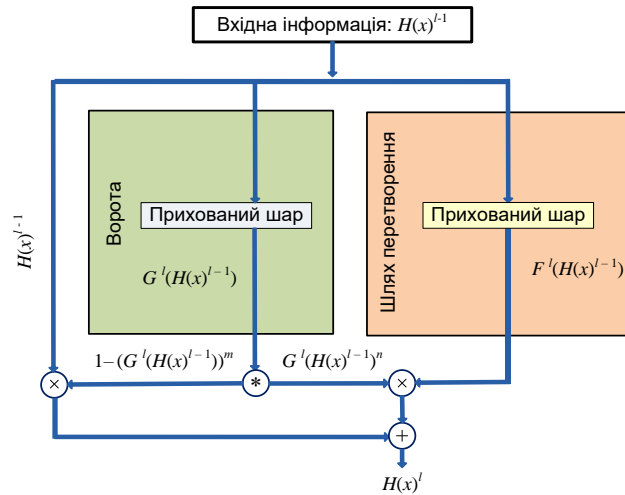 Вхідна інформація: H(x)^{l-1}
Ворота
Шлях перетворення
Прихований шар
Прихований шар
H(x)^{l – 1}
G^{l}(H(x)^{l – 1})
F^{l}(H(x)^{l – 1})
1– (G^{l}(H(x)^{l – 1}))^{m}
G^{l}(H(x)^{l – 1})^{n}
×
*
×
+
H(x)^{l}